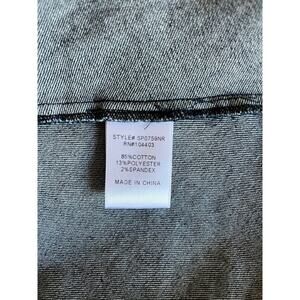 STYLE# SP0759NR
RN#104403
85%COTTON
13%POLYESTER
2%SPANDEX
MADE IN CHINA